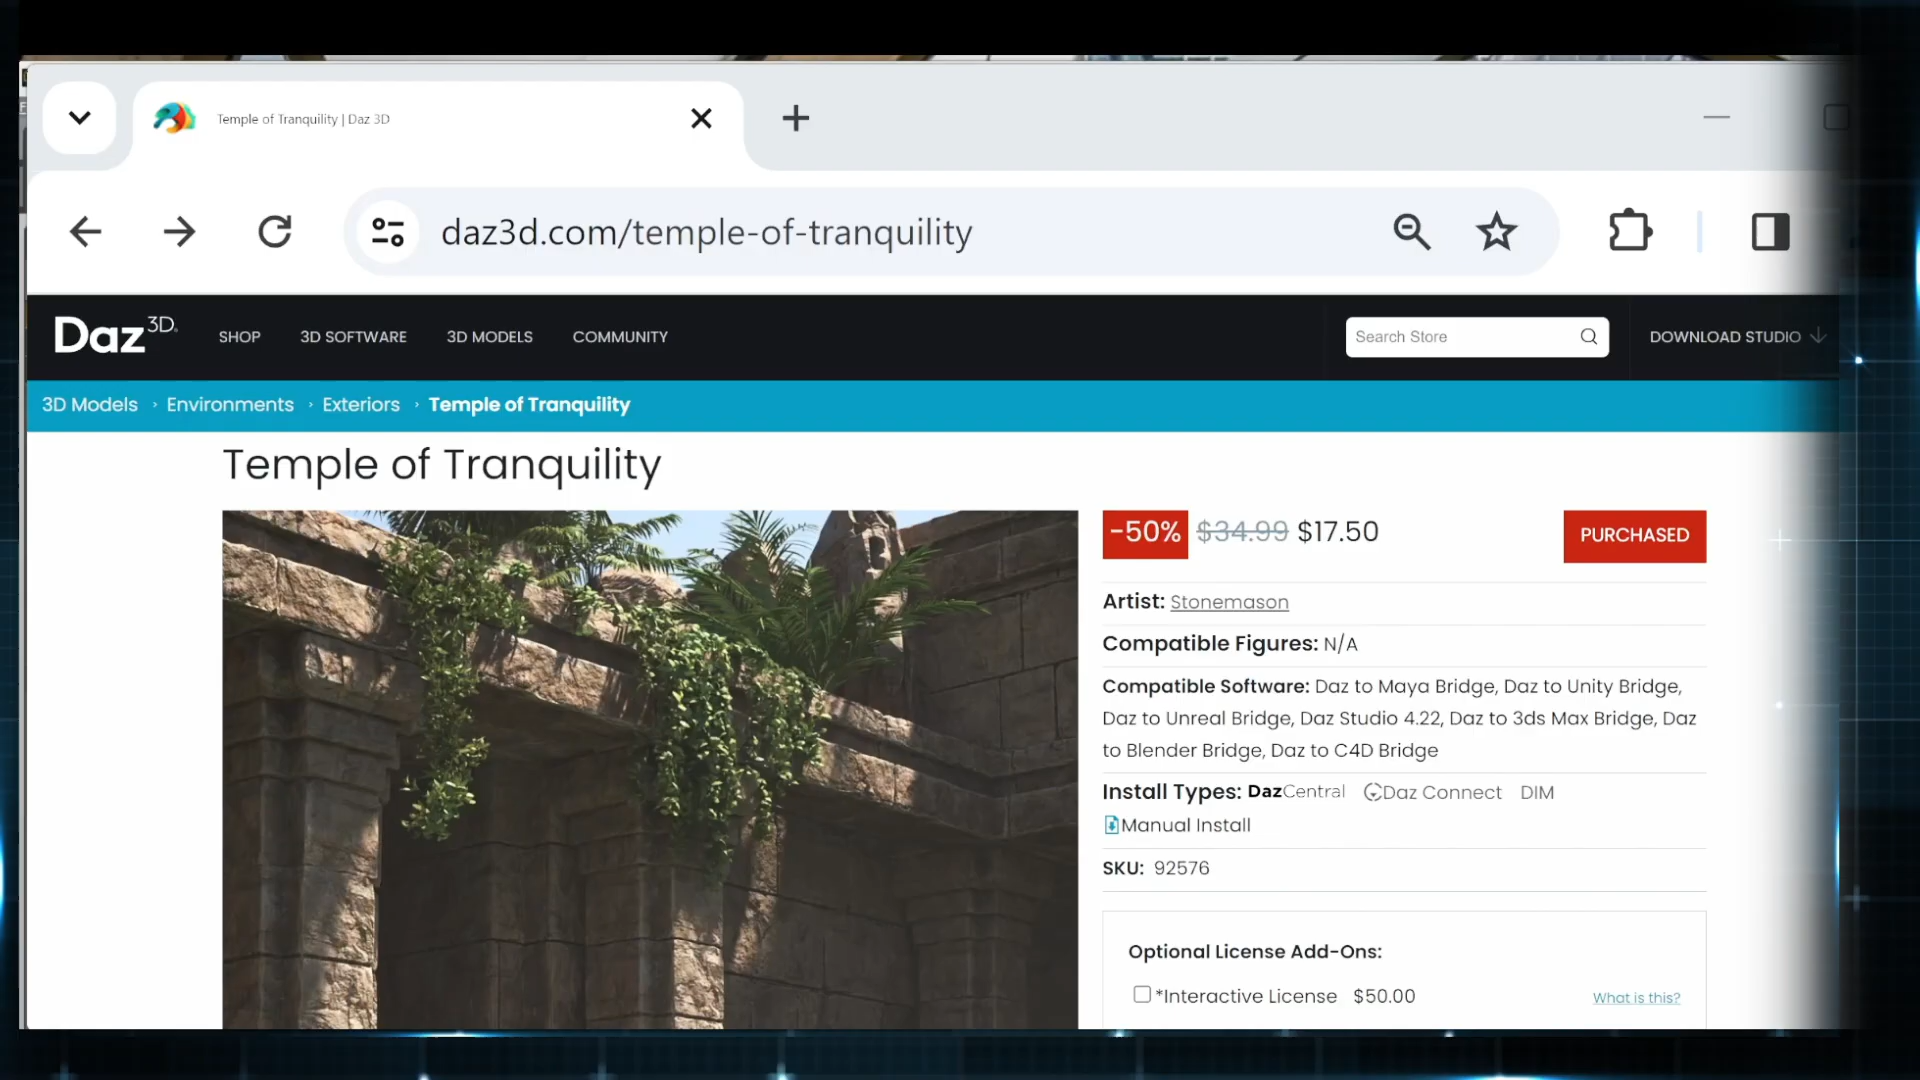 Temple of Tranquility | Daz 3D
daz3d.com/temple-of-tranquility
Daz 3D
SHOP
3D SOFTWARE
3D MODELS
COMMUNITY
Search Store
DOWNLOAD STUDIO
3D Models › Environments › Exteriors › Temple of Tranquility
Temple of Tranquility
-50% $34.99 $17.50
PURCHASED
Artist: Stonemason
Compatible Figures: N/A
Compatible Software: Daz to Maya Bridge, Daz to Unity Bridge,
Daz to Unreal Bridge, Daz Studio 4.22, Daz to 3ds Max Bridge, Daz
to Blender Bridge, Daz to C4D Bridge
Install Types: DazCentral Daz Connect DIM
Manual Install
SKU: 92576
Optional License Add-Ons:
*Interactive License $50.00
What is this?